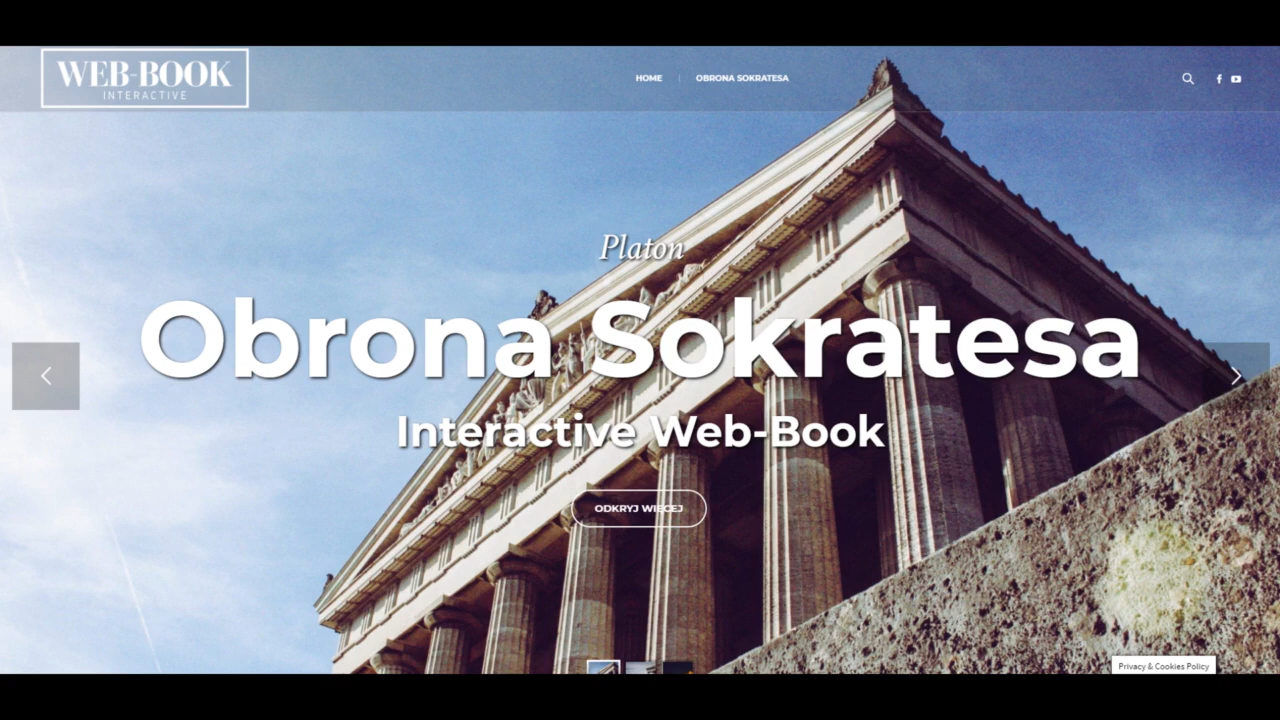 WEB-BOOK
INTERACTIVE
HOME
OBRONA SOKRATESA
Platon
Obrona Sokratesa
Interactive Web-Book
ODKRYJ WIĘCEJ
Privacy & Cookies Policy